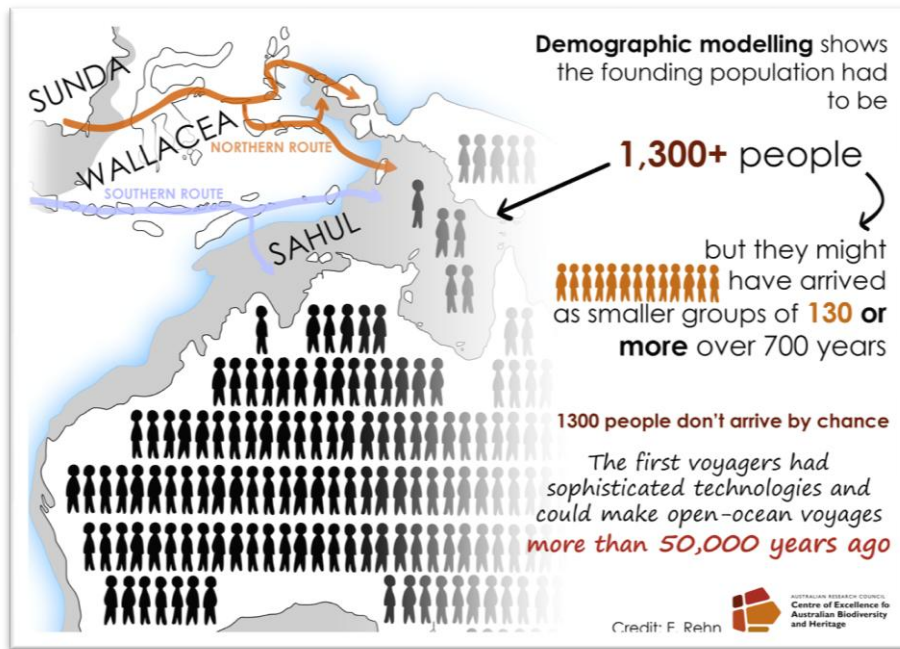 SUNDA
WALLACEA
NORTHERN ROUTE
SOUTHERN ROUTE
SAHUL
Demographic modelling shows
the founding population had
to be
1,300+ people
but they might
have arrived
as smaller groups of 130 or
more over 700 years
1300 people don't arrive by chance
The first voyagers had
sophisticated technologies and
could make open-ocean voyages
more than 50,000 years ago
Credit: E. Rehn
AUSTRALIAN RESEARCH COUNCIL
Centre of Excellence fo
Australian Biodiversity
and Heritage